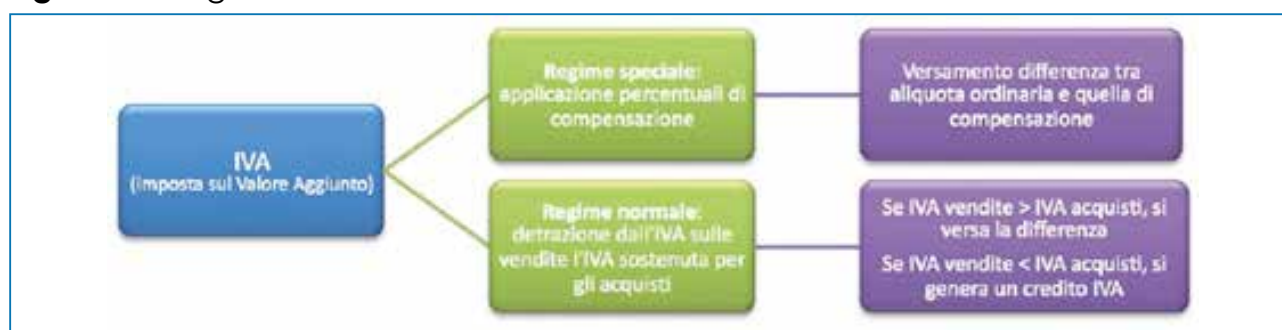 Regime speciale:
applicazione percentuali di
compensazione
Versamento differenza tra
aliquota ordinaria e quella di
compensazione
IVA
(Imposta sul Valore Aggiunto)
Regime normale:
detrazione dall'IVA sulle
vendite l'IVA sostenuta per
gli acquisti
Se IVA vendite > IVA acquisti, si
versa la differenza
Se IVA vendite < IVA acquisti, si
genera un credito IVA